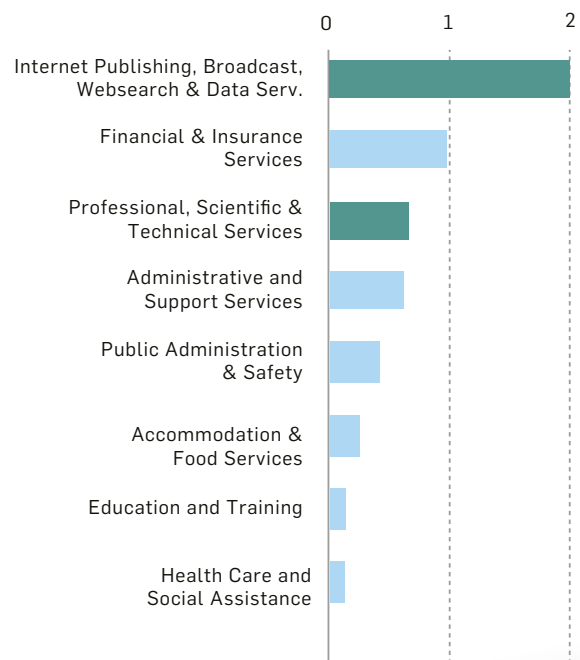 0 1 2
Internet Publishing, Broadcast,
Websearch & Data Serv.
Financial & Insurance
Services
Professional, Scientific &
Technical Services
Administrative and
Support Services
Public Administration
& Safety
Accommodation &
Food Services
Education and Training
Health Care and
Social Assistance